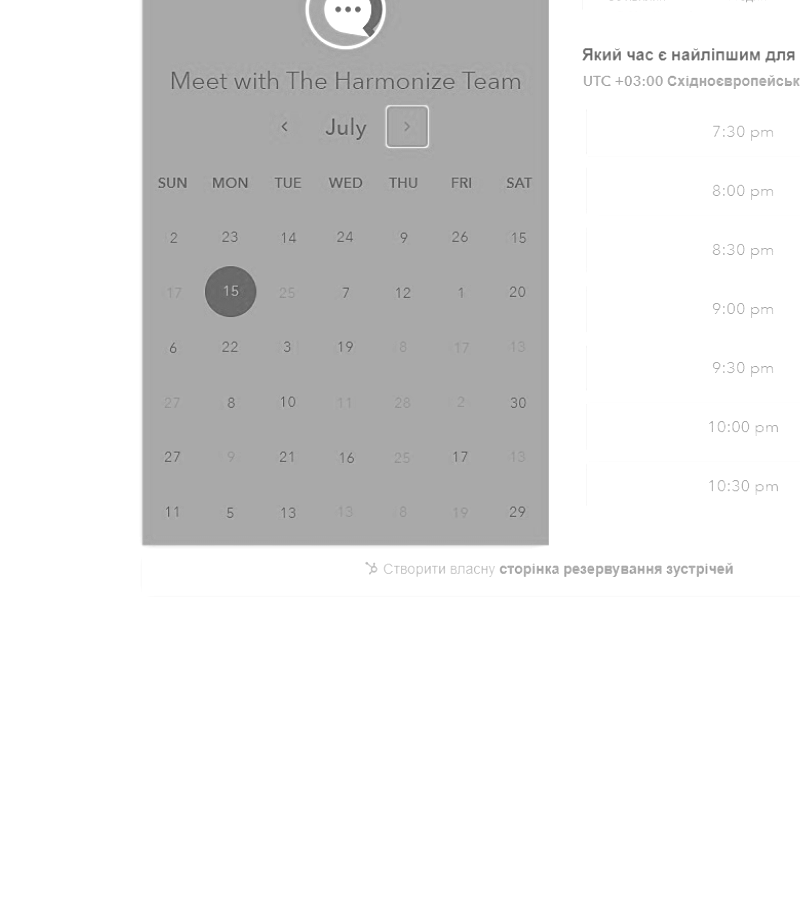 Meet with The Harmonize Team
July
SUN MON TUE WED THU FRI SAT
2 23 14 24 9 26 15
17 15 25 7 12 1 20
6 22 3 19 8 17 13
27 8 10 11 28 2 30
27 9 21 16 25 17 13
11 5 13 13 8 19 29
Який час є найліпшим для
UTC +03:00 Східноєвропейськ
7:30 pm
8:00 pm
8:30 pm
9:00 pm
9:30 pm
10:00 pm
10:30 pm
Створити власну сторінка резервування зустрічей